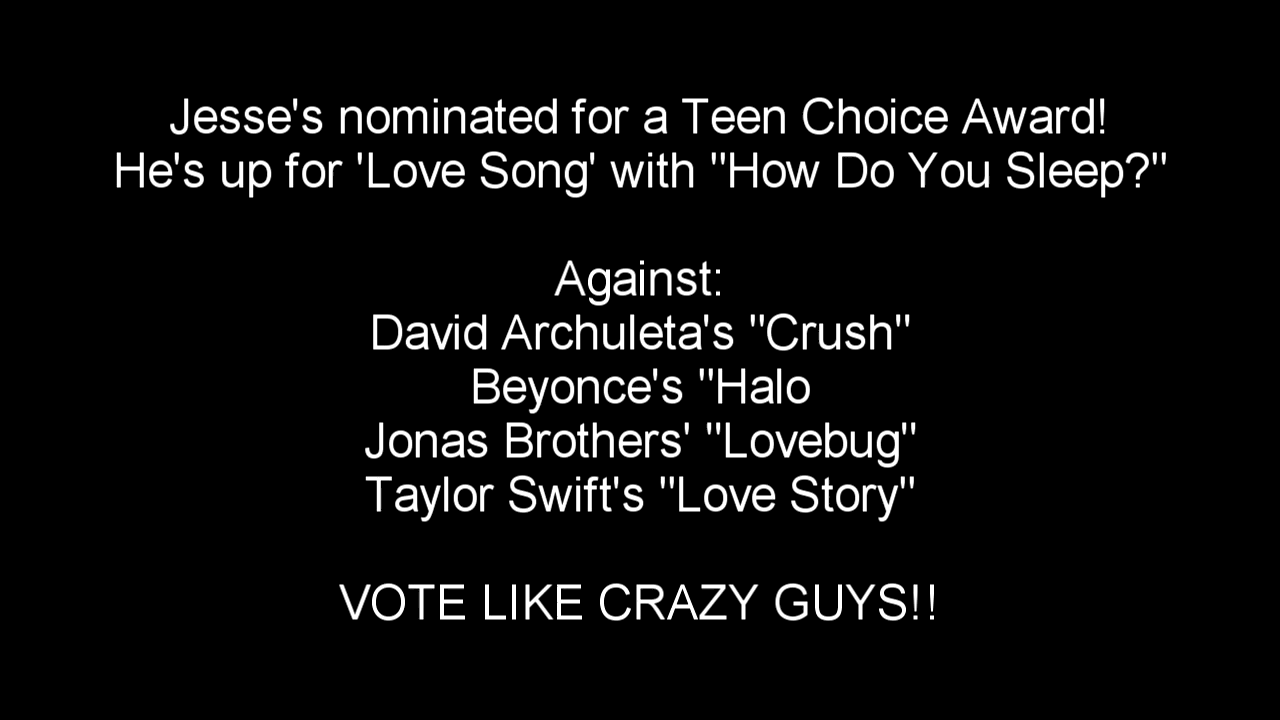 Jesse's nominated for a Teen Choice Award!
He's up for 'Love Song' with "How Do You Sleep?"
Against:
David Archuleta's "Crush"
Beyonce's "Halo
Jonas Brothers' "Lovebug"
Taylor Swift's "Love Story"
VOTE LIKE CRAZY GUYS!!